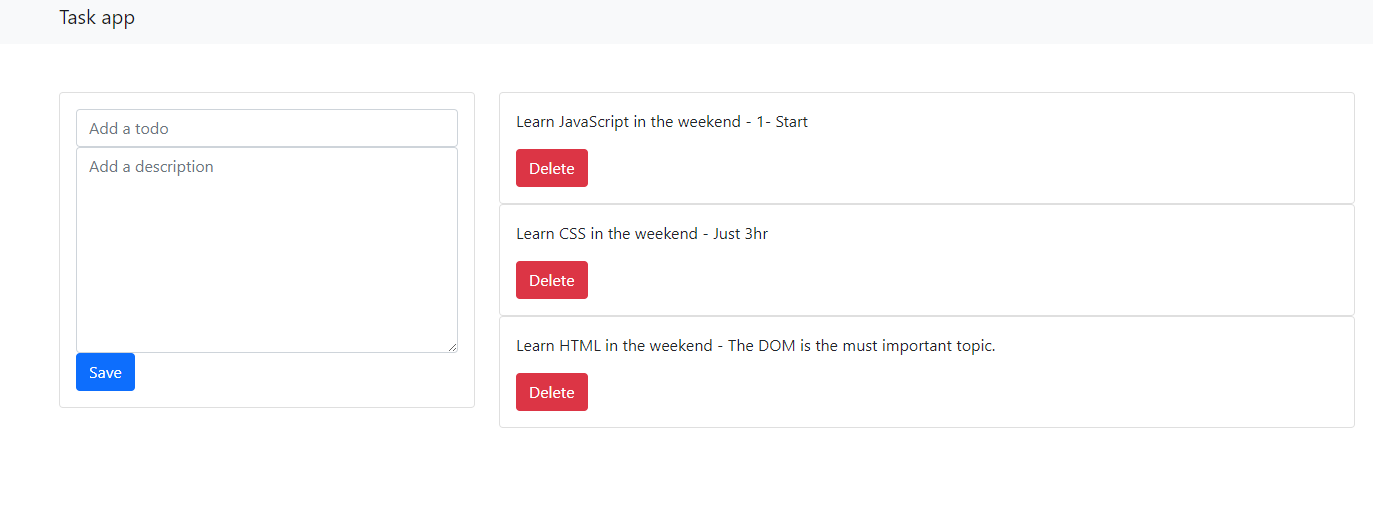 Task app
Add a todo
Add a description
Save
Learn JavaScript in the weekend - 1- Start
Delete
Learn CSS in the weekend - Just 3hr
Delete
Learn HTML in the weekend - The DOM is the must important topic.
Delete